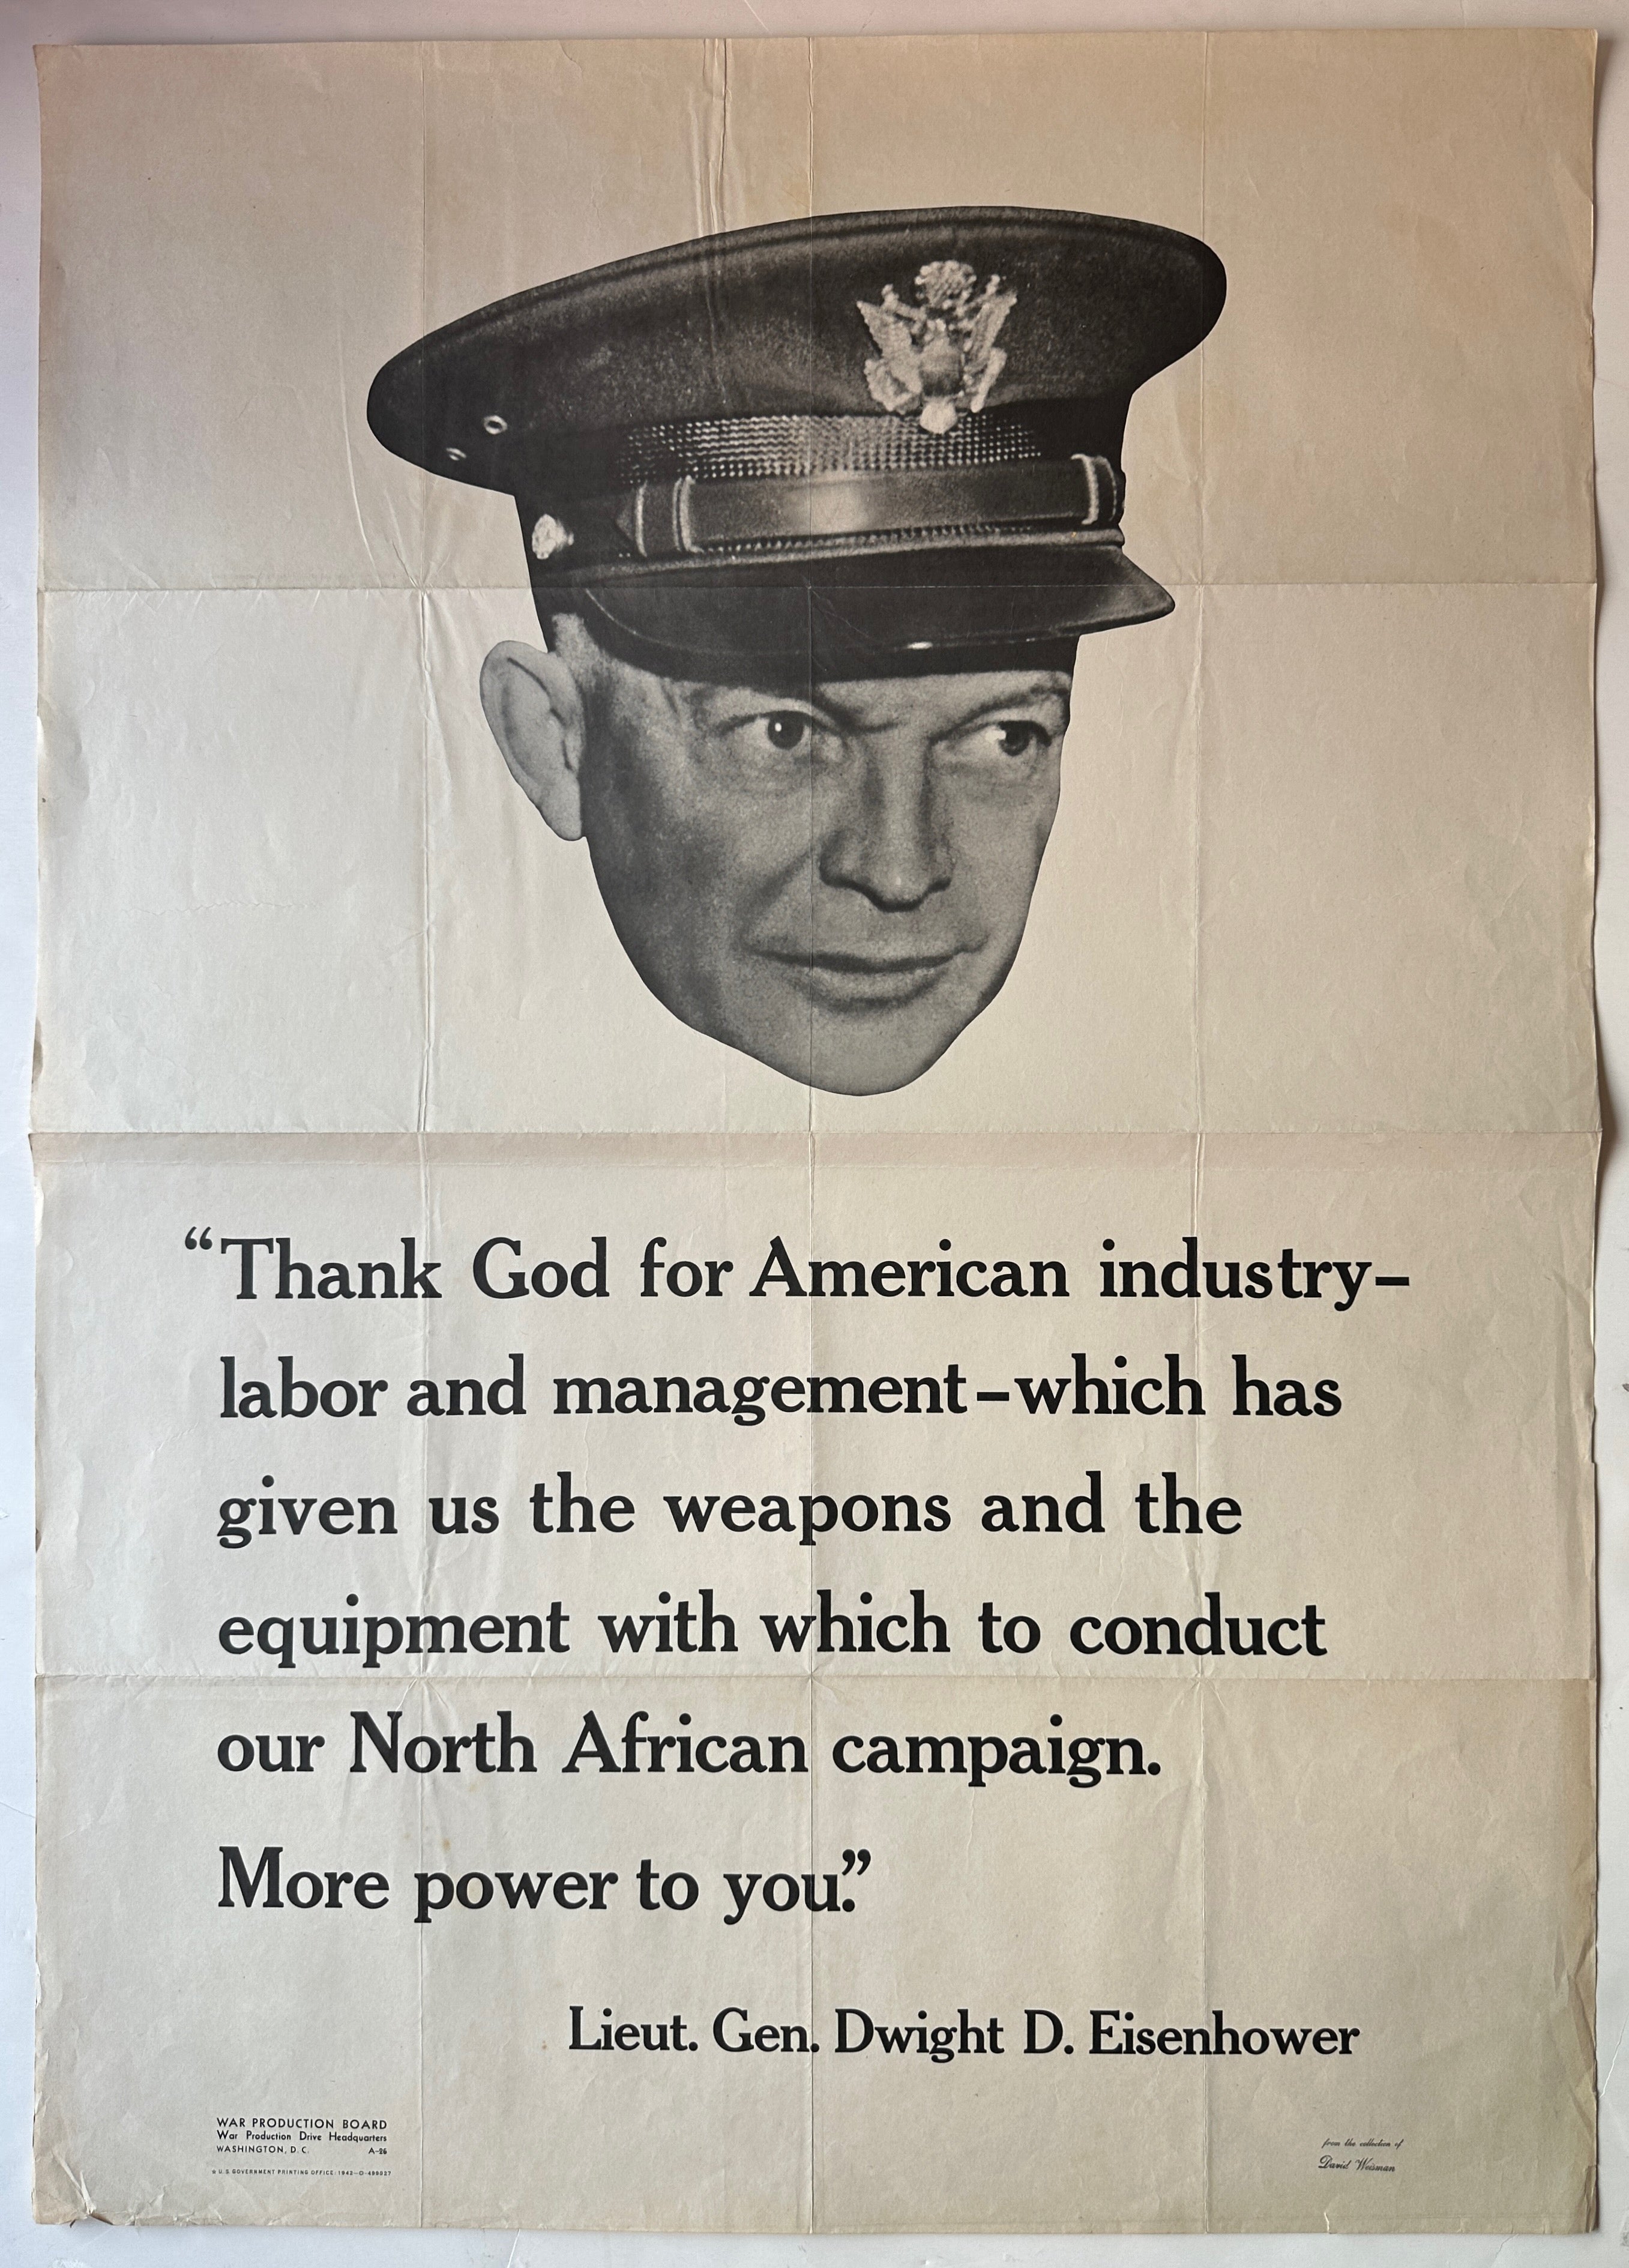 “Thank God for American industry–
labor and management–which has
given us the weapons and the
equipment with which to conduct
our North African campaign.
More power to you.”
Lieut. Gen. Dwight D. Eisenhower
WAR PRODUCTION BOARD
War Production Drive Headquarters
WASHINGTON, D. C. A-26
☆ U.S. GOVERNMENT PRINTING OFFICE: 1942—O-499027
from the collection of
David Weisman